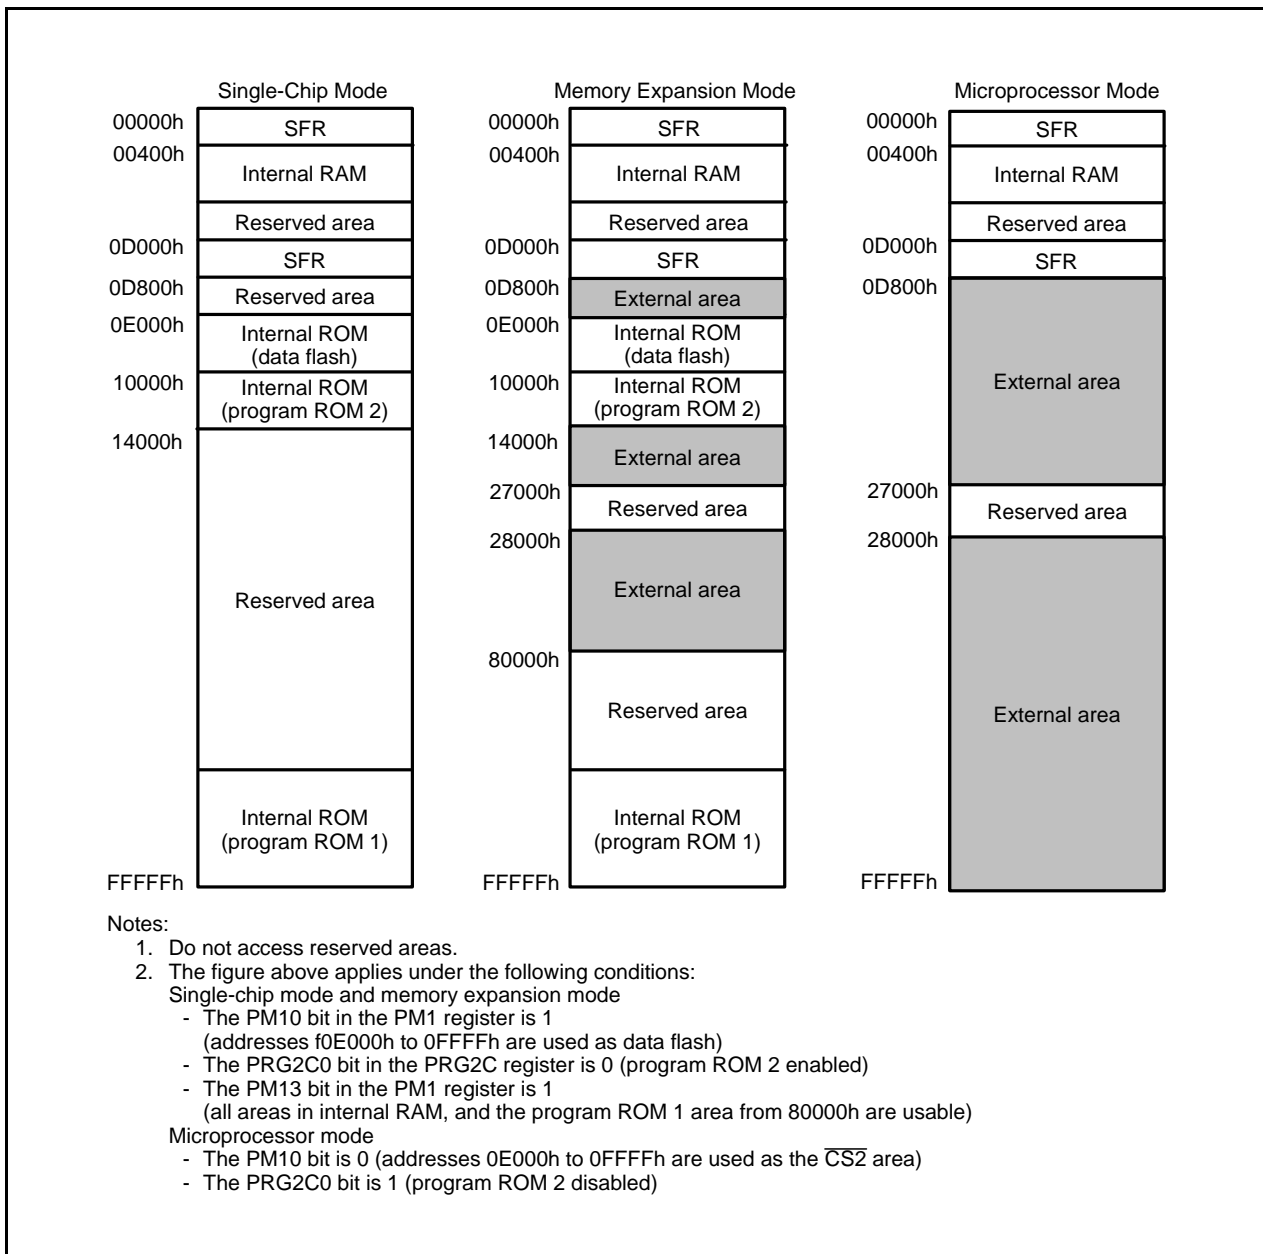 Single-Chip Mode
00000h
SFR
00400h
Internal RAM
Reserved area
0D000h
SFR
0D800h
Reserved area
0E000h
Internal ROM
(data flash)
10000h
Internal ROM
(program ROM 2)
14000h
Reserved area
Internal ROM
(program ROM 1)
FFFFFh
Memory Expansion Mode
00000h
SFR
00400h
Internal RAM
Reserved area
0D000h
SFR
0D800h
External area
0E000h
Internal ROM
(data flash)
10000h
Internal ROM
(program ROM 2)
14000h
External area
27000h
Reserved area
28000h
External area
80000h
Reserved area
Internal ROM
(program ROM 1)
FFFFFh
Microprocessor Mode
00000h
SFR
00400h
Internal RAM
Reserved area
0D000h
SFR
0D800h
External area
27000h
Reserved area
28000h
External area
FFFFFh
Notes:
1. Do not access reserved areas.
2. The figure above applies under the following conditions:
Single-chip mode and memory expansion mode
- The PM10 bit in the PM1 register is 1
(addresses f0E000h to 0FFFFh are used as data flash)
- The PRG2C0 bit in the PRG2C register is 0 (program ROM 2 enabled)
- The PM13 bit in the PM1 register is 1
(all areas in internal RAM, and the program ROM 1 area from 80000h are usable)
Microprocessor mode
- The PM10 bit is 0 (addresses 0E000h to 0FFFFh are used as the C̅S̅2̅ area)
- The PRG2C0 bit is 1 (program ROM 2 disabled)